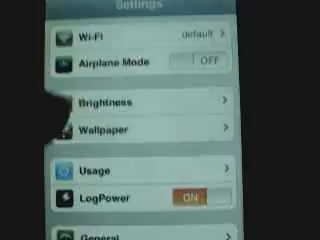 Settings
Wi-Fi default
Airplane Mode OFF
Brightness
Wallpaper
Usage
LogPower ON
General